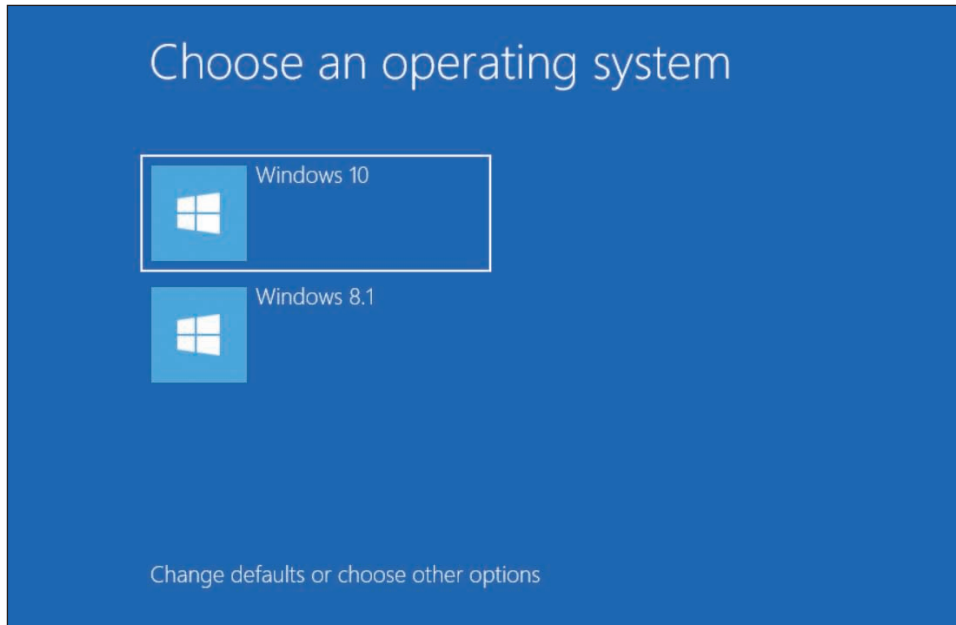 Choose an operating system
Windows 10
Windows 8.1
Change defaults or choose other options